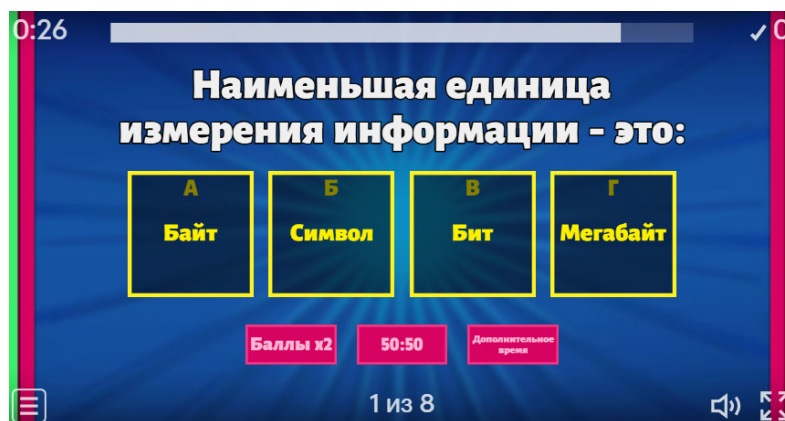 0:26
✓ 0
Наименьшая единица
измерения информации - это:
А
Байт
Б
Символ
В
Бит
Г
Мегабайт
Баллы x2
50:50
Дополнительное
время
1 из 8